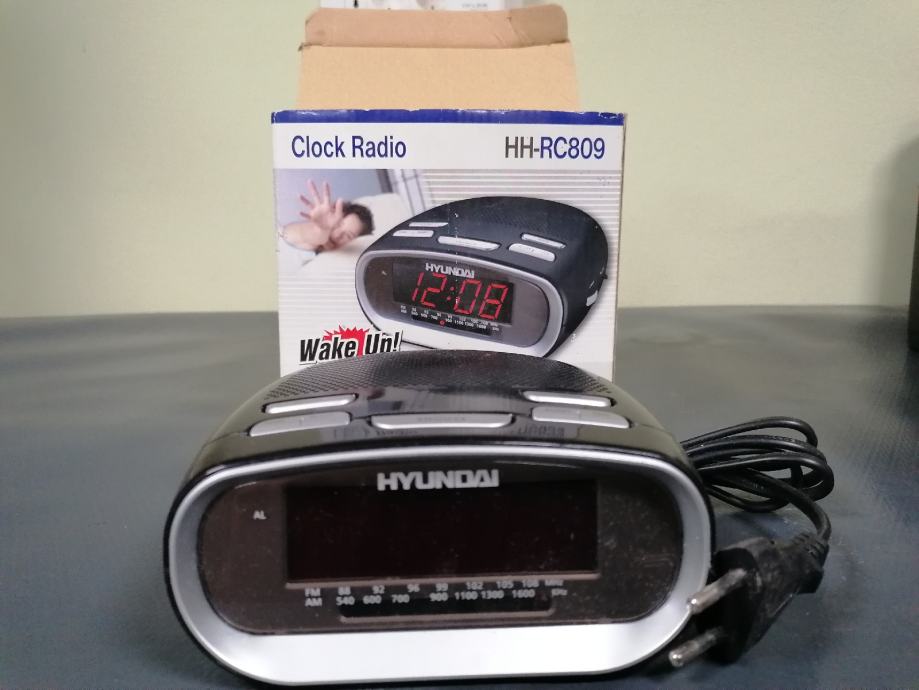 Clock Radio HH-RC809
HYUNDAI
12:08
Wake Up!
HYUNDAI
AL
FM 88 92 96 99 102 105 108 MHz
AM 540 600 700 900 1100 1300 1600 KHz